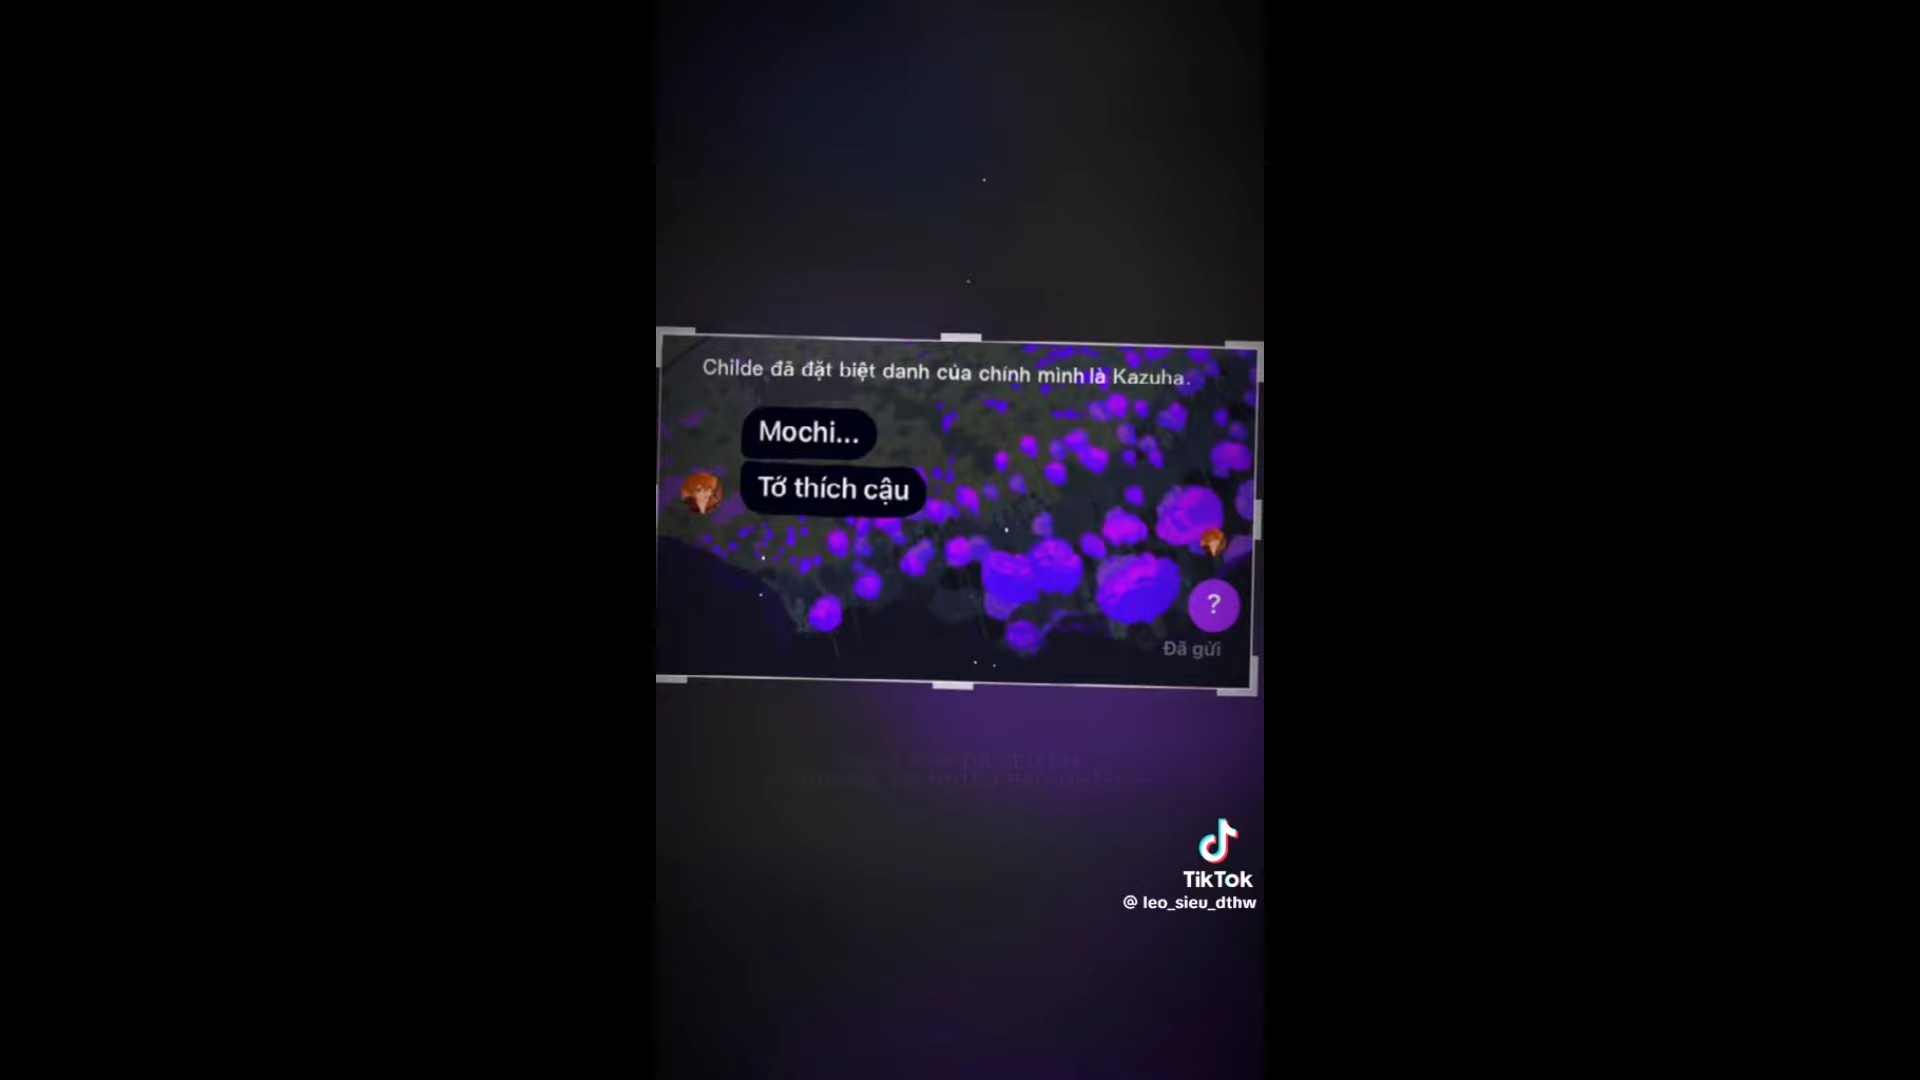 Childe đã đặt biệt danh của chính mình là Kazuha.
Mochi...
Tớ thích cậu
?
Đã gửi
TikTok
@ leo_sieu_dthw